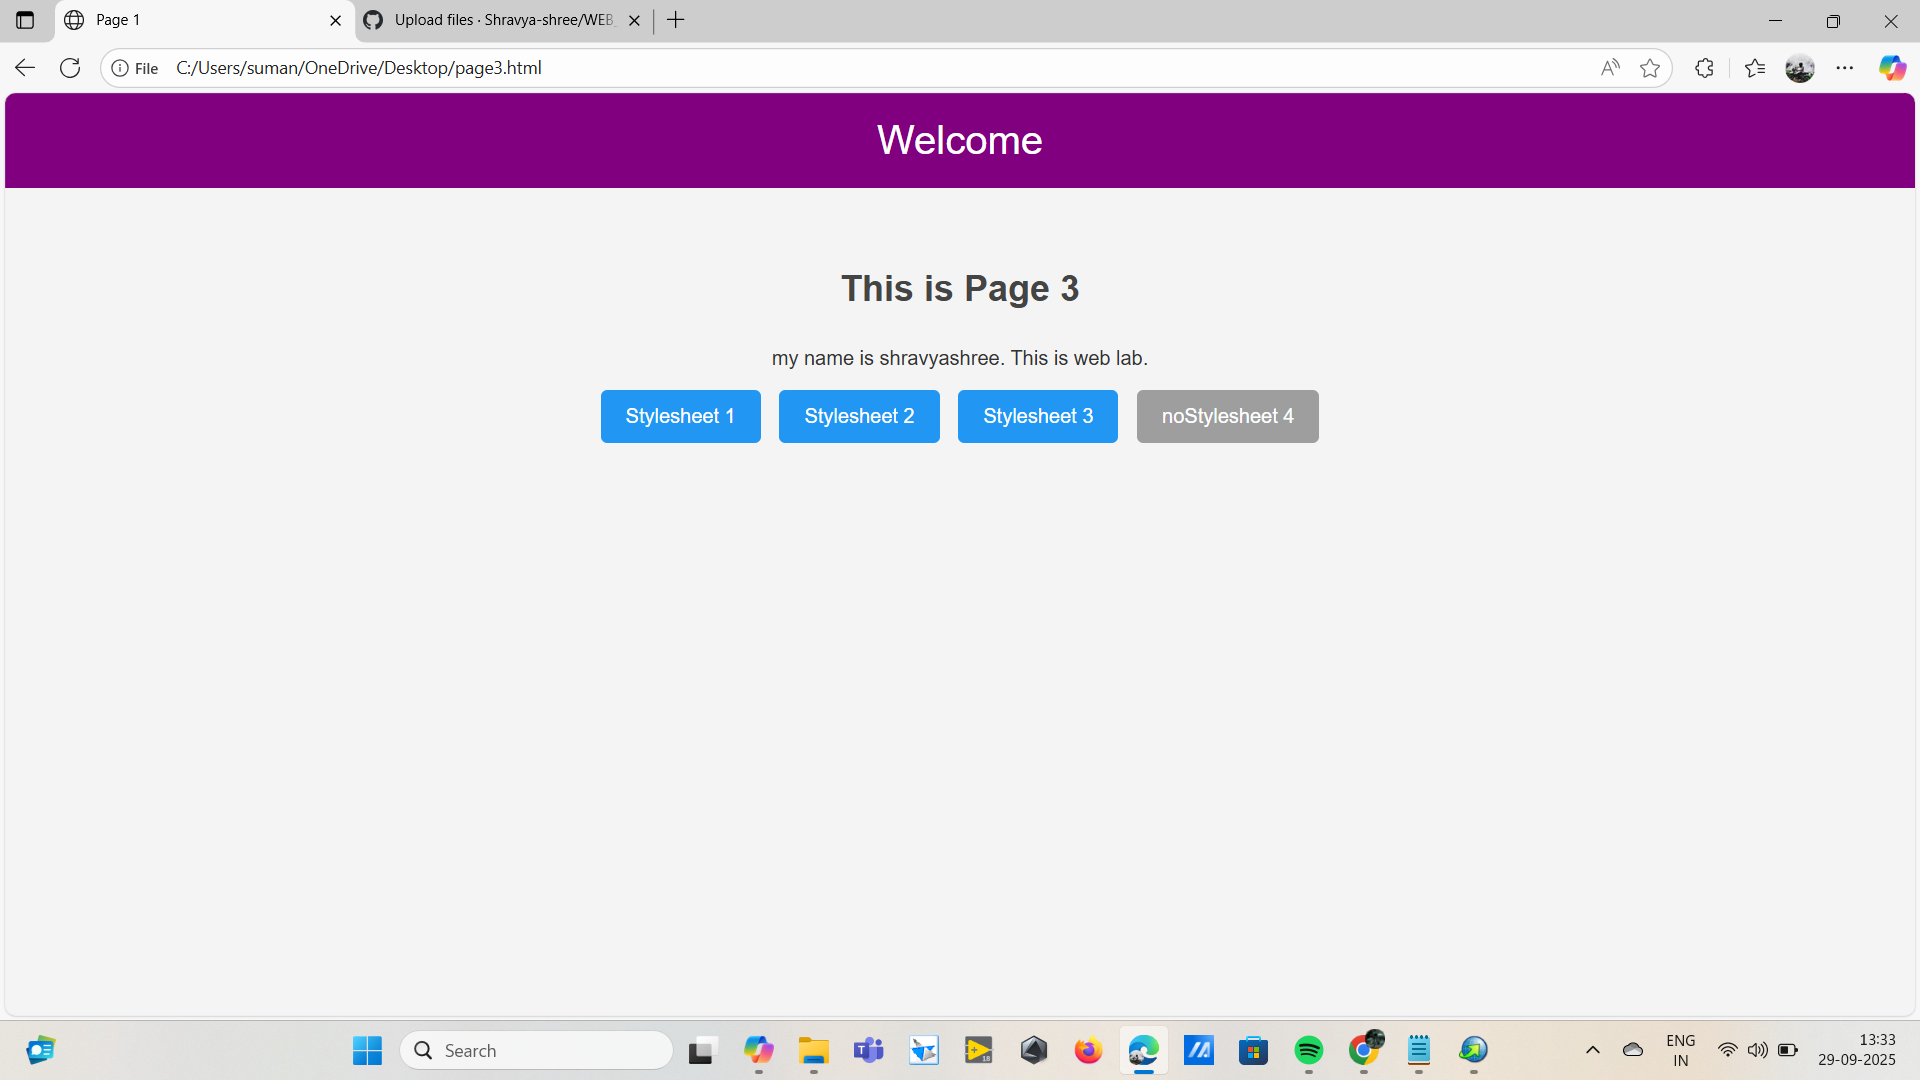 Page 1
Upload files · Shravya-shree/WEB_
File
C:/Users/suman/OneDrive/Desktop/page3.html
Welcome
This is Page 3
my name is shravyashree. This is web lab.
Stylesheet 1
Stylesheet 2
Stylesheet 3
noStylesheet 4
Search
18
ENG
IN
13:33
29-09-2025